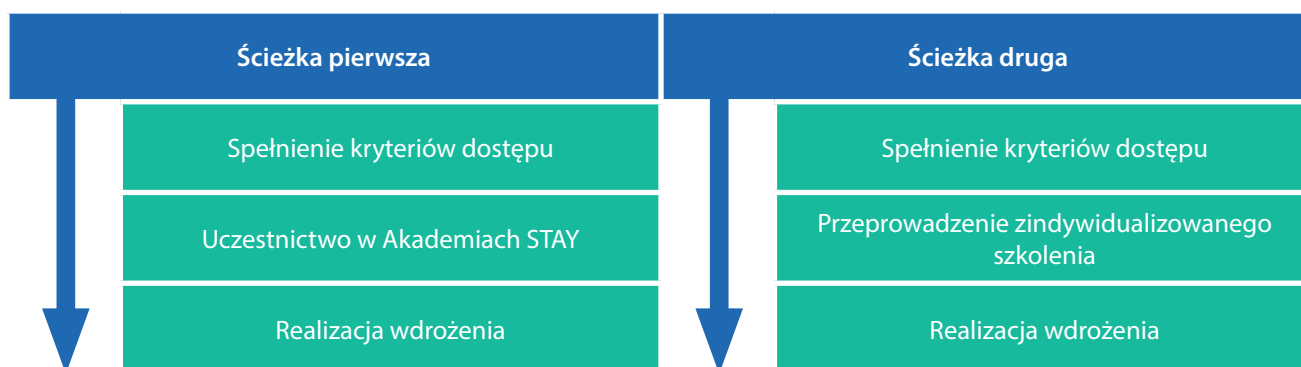 Ścieżka pierwsza
Ścieżka druga
Spełnienie kryteriów dostępu
Spełnienie kryteriów dostępu
Uczestnictwo w Akademiach STAY
Przeprowadzenie zindywidualizowanego
szkolenia
Realizacja wdrożenia
Realizacja wdrożenia